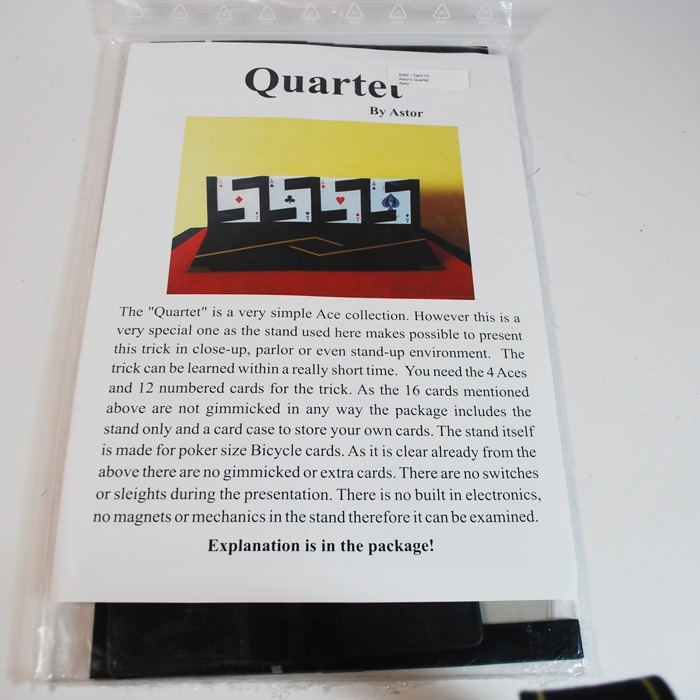 Quartet
#392 - Card 10
Astor's Quartet
Astor
By Astor
The "Quartet" is a very simple Ace collection. However this is a
very special one as the stand used here makes possible to present
this trick in close-up, parlor or even stand-up environment. The
trick can be learned within a really short time. You need the 4 Aces
and 12 numbered cards for the trick. As the 16 cards mentioned
above are not gimmicked in any way the package includes the
stand only and a card case to store your own cards. The stand itself
is made for poker size Bicycle cards. As it is clear already from the
above there are no gimmicked or extra cards. There are no switches
or sleights during the presentation. There is no built in electronics,
no magnets or mechanics in the stand therefore it can be examined.
Explanation is in the package!